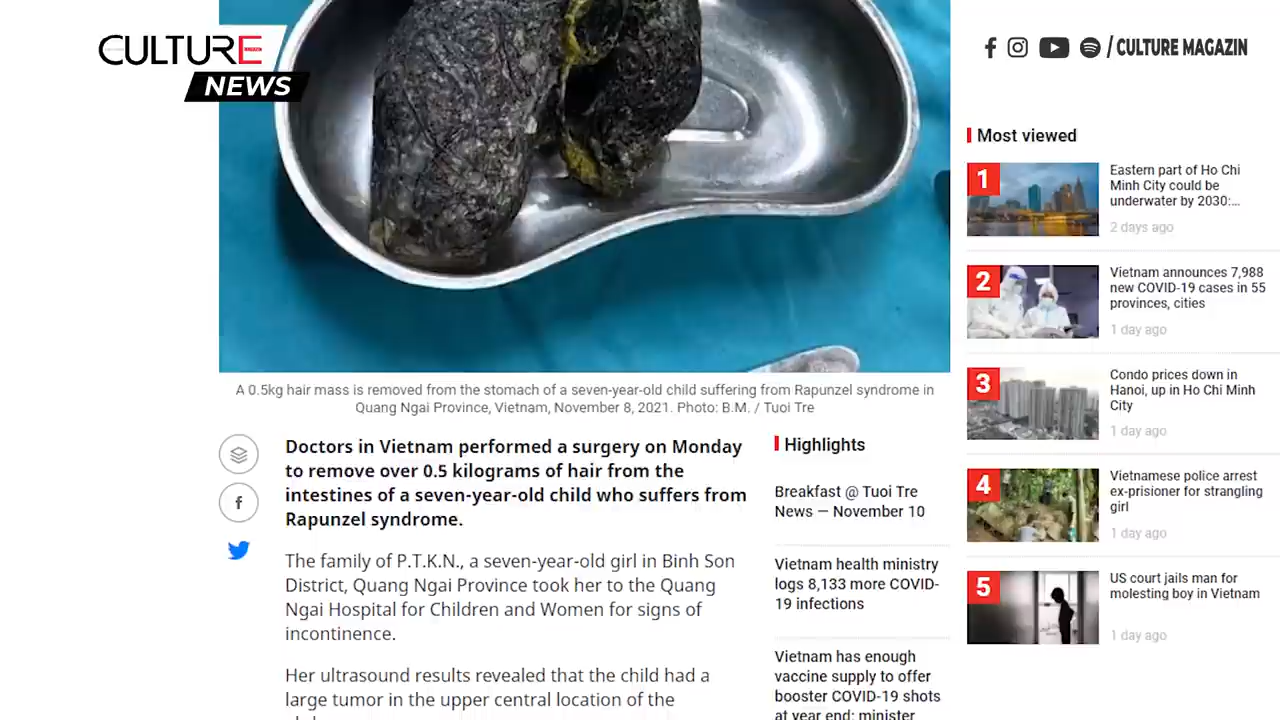 CULTURE
NEWS
/ CULTURE MAGAZIN
A 0.5kg hair mass is removed from the stomach of a seven-year-old child suffering from Rapunzel syndrome in
Quang Ngai Province, Vietnam, November 8, 2021. Photo: B.M. / Tuoi Tre
Doctors in Vietnam performed a surgery on Monday
to remove over 0.5 kilograms of hair from the
intestines of a seven-year-old child who suffers from
Rapunzel syndrome.
The family of P.T.K.N., a seven-year-old girl in Binh Son
District, Quang Ngai Province took her to the Quang
Ngai Hospital for Children and Women for signs of
incontinence.
Her ultrasound results revealed that the child had a
large tumor in the upper central location of the
Highlights
Breakfast @ Tuoi Tre
News — November 10
Vietnam health ministry
logs 8,133 more COVID-
19 infections
Vietnam has enough
vaccine supply to offer
booster COVID-19 shots
at year end: minister
Most viewed
1
Eastern part of Ho Chi
Minh City could be
underwater by 2030:...
2 days ago
2
Vietnam announces 7,988
new COVID-19 cases in 55
provinces, cities
1 day ago
3
Condo prices down in
Hanoi, up in Ho Chi Minh
City
1 day ago
4
Vietnamese police arrest
ex-prisioner for strangling
girl
1 day ago
5
US court jails man for
molesting boy in Vietnam
1 day ago